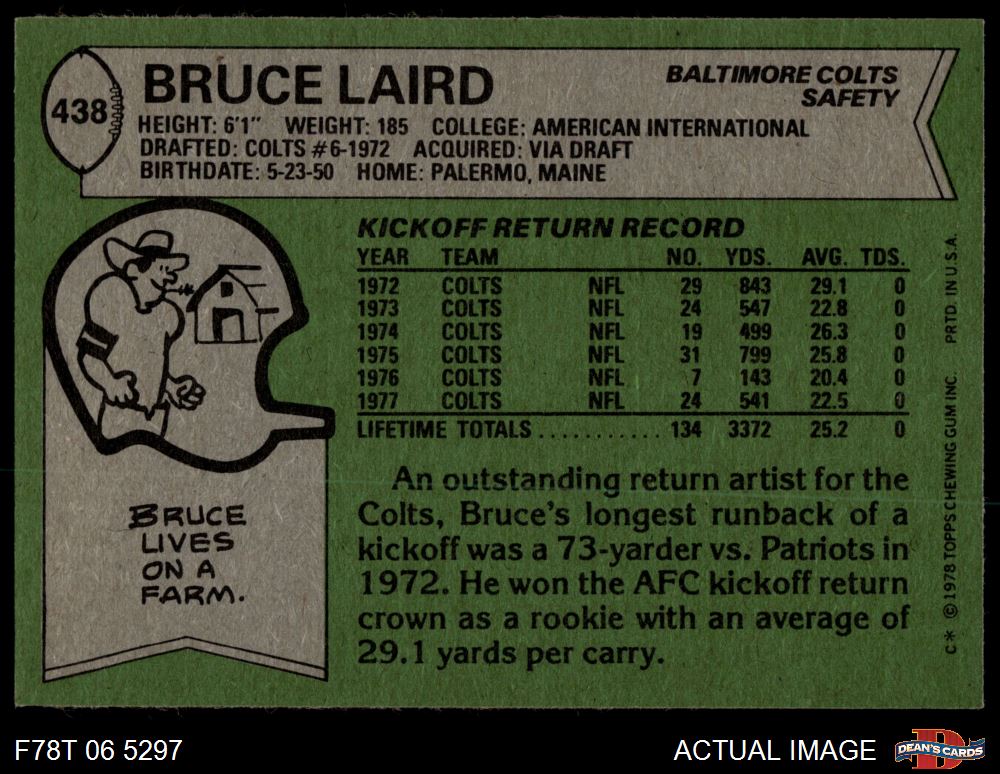 438
BRUCE LAIRD
BALTIMORE COLTS
SAFETY
HEIGHT: 6'1" WEIGHT: 185 COLLEGE: AMERICAN INTERNATIONAL
DRAFTED: COLTS #6-1972 ACQUIRED: VIA DRAFT
BIRTHDATE: 5-23-50 HOME: PALERMO, MAINE
KICKOFF RETURN RECORD
YEAR TEAM NO. YDS. AVG. TDS.
1972 COLTS NFL 29 843 29.1 0
1973 COLTS NFL 24 547 22.8 0
1974 COLTS NFL 19 499 26.3 0
1975 COLTS NFL 31 799 25.8 0
1976 COLTS NFL 7 143 20.4 0
1977 COLTS NFL 24 541 22.5 0
LIFETIME TOTALS ........... 134 3372 25.2 0
An outstanding return artist for the
Colts, Bruce's longest runback of a
kickoff was a 73-yarder vs. Patriots in
1972. He won the AFC kickoff return
crown as a rookie with an average of
29.1 yards per carry.
BRUCE
LIVES
ON A
FARM.
C* ©1978 TOPPS CHEWING GUM INC. PRTD. IN U.S.A.
F78T 06 5297
ACTUAL IMAGE
D
DEAN'S CARDS